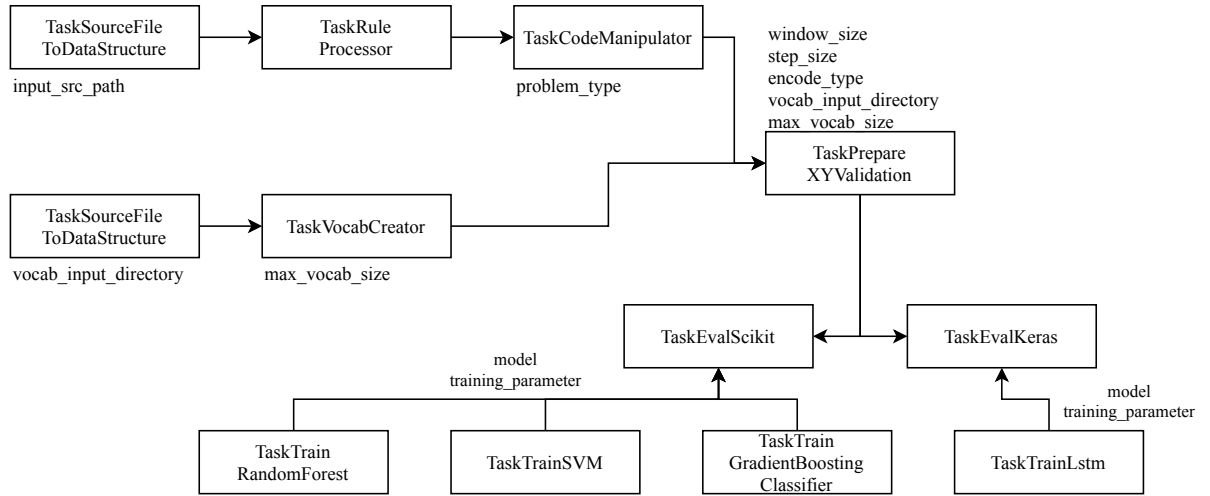 TaskSourceFile
ToDataStructure
input_src_path
TaskRule
Processor
TaskCodeManipulator
problem_type
window_size
step_size
encode_type
vocab_input_directory
max_vocab_size
TaskPrepare
XYValidation
TaskSourceFile
ToDataStructure
vocab_input_directory
TaskVocabCreator
max_vocab_size
TaskEvalScikit
TaskEvalKeras
model
training_parameter
model
training_parameter
TaskTrain
RandomForest
TaskTrainSVM
TaskTrain
GradientBoosting
Classifier
TaskTrainLstm